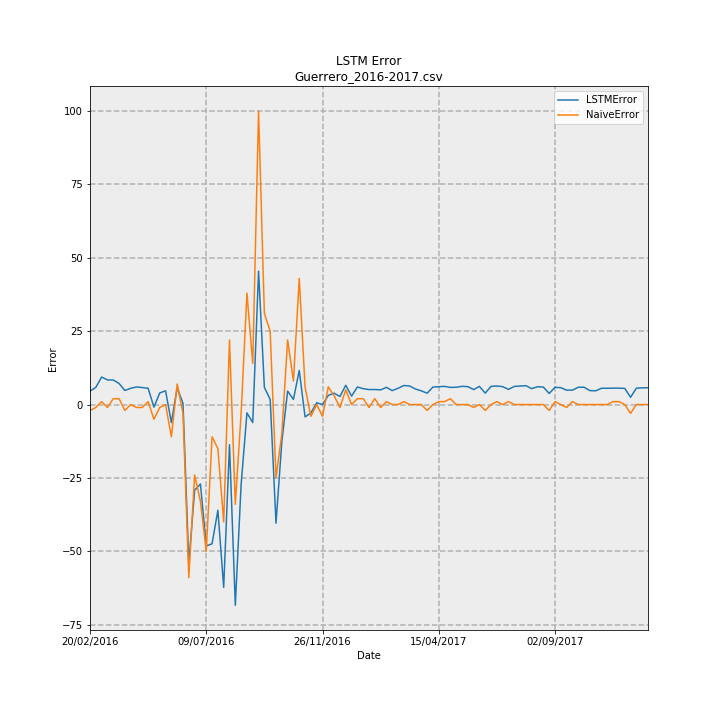 LSTM Error
Guerrero_2016-2017.csv
LSTMError
NaiveError
100
75
50
25
0
−25
−50
−75
Error
20/02/2016
09/07/2016
26/11/2016
15/04/2017
02/09/2017
Date